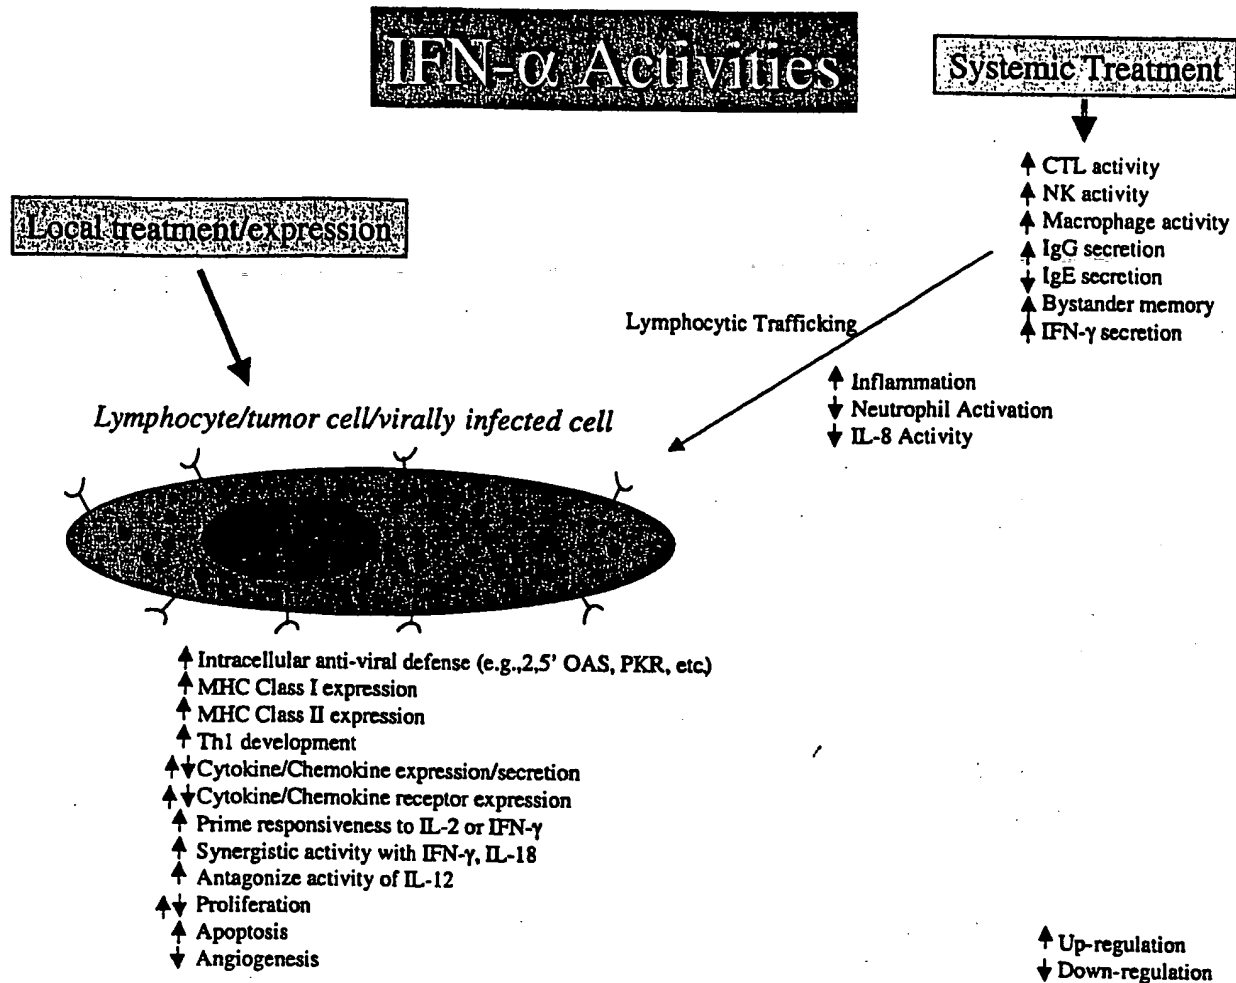 IFN-α Activities
Systemic Treatment
↑ CTL activity
↑ NK activity
↑ Macrophage activity
↑ IgG secretion
↓ IgE secretion
↑ Bystander memory
↑ IFN-γ secretion
Local treatment/expression
Lymphocytic Trafficking
↑ Inflammation
↓ Neutrophil Activation
↓ IL-8 Activity
Lymphocyte/tumor cell/virally infected cell
↑ Intracellular anti-viral defense (e.g.,2,5' OAS, PKR, etc.)
↑ MHC Class I expression
↑ MHC Class II expression
↑ Th1 development
↑↓ Cytokine/Chemokine expression/secretion
↑↓ Cytokine/Chemokine receptor expression
↑ Prime responsiveness to IL-2 or IFN-γ
↑ Synergistic activity with IFN-γ, IL-18
↑ Antagonize activity of IL-12
↑↓ Proliferation
↑ Apoptosis
↓ Angiogenesis
↑ Up-regulation
↓ Down-regulation